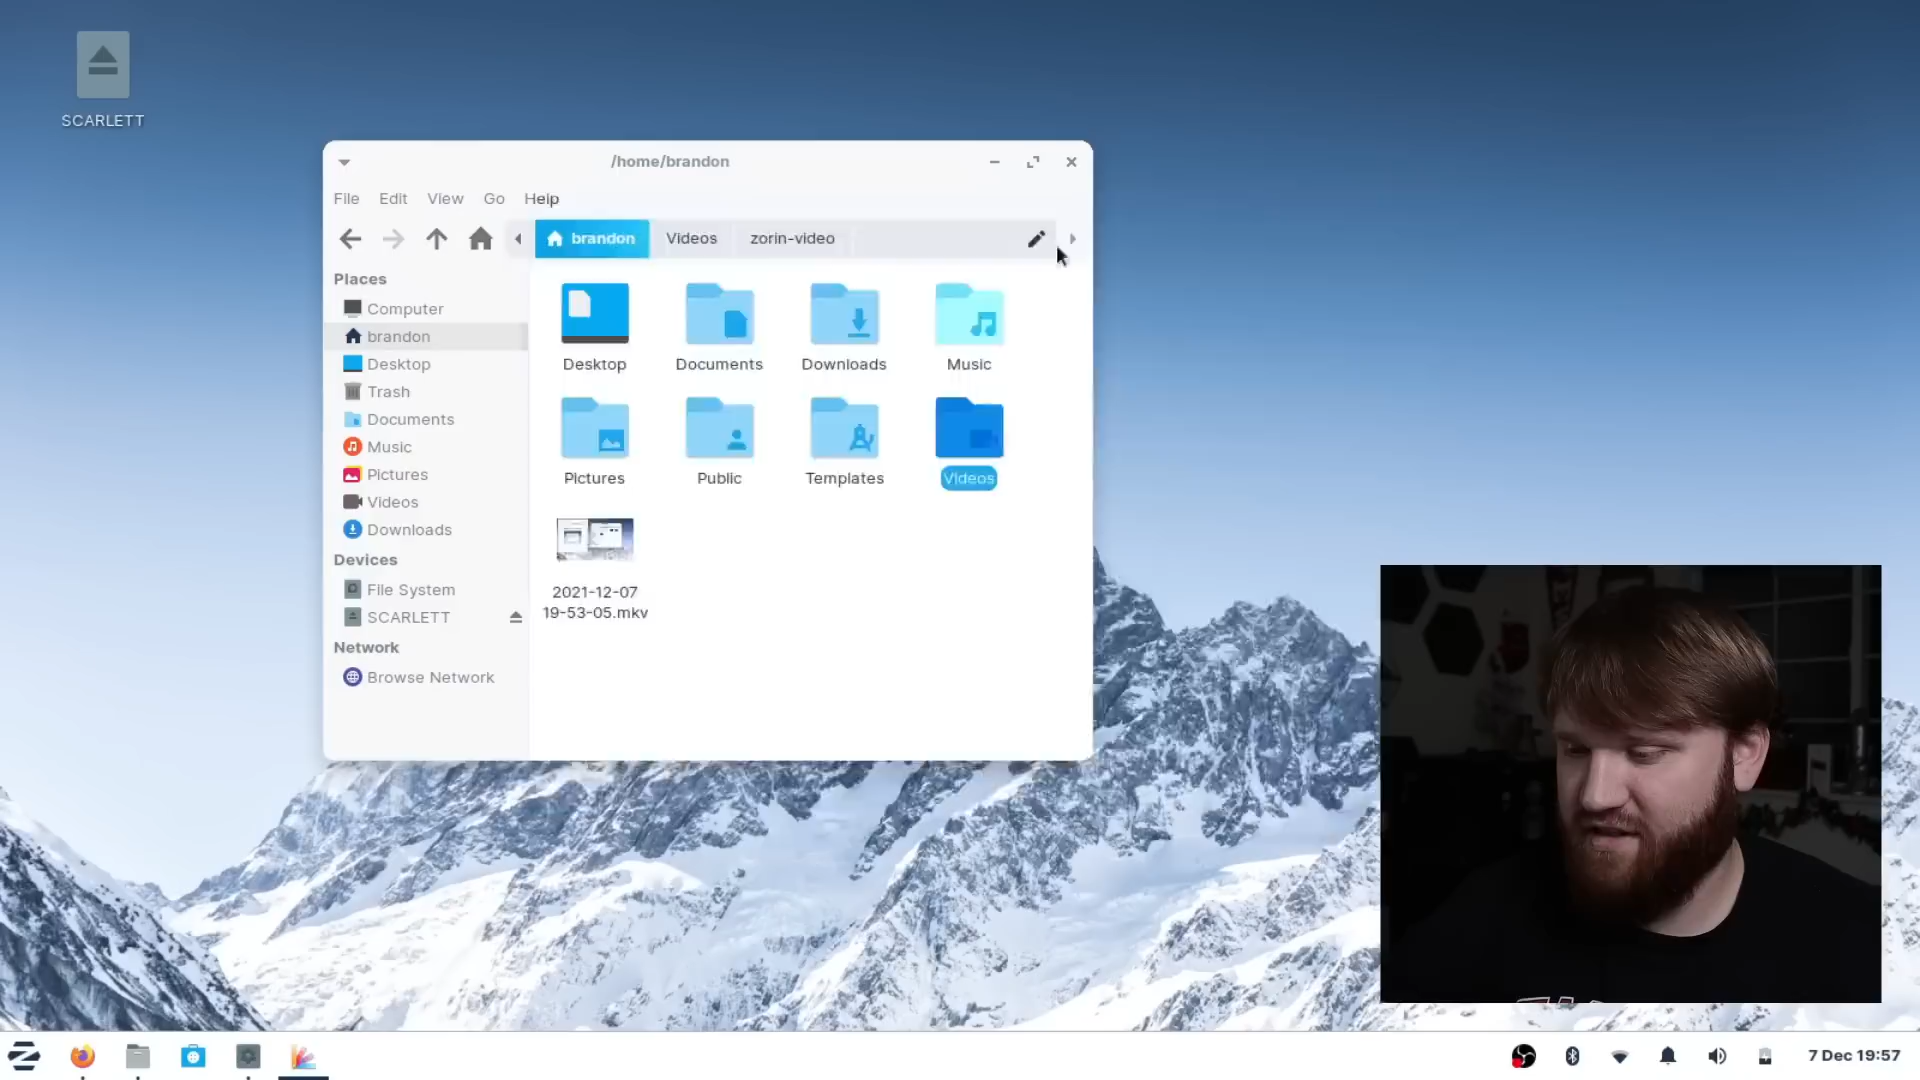 SCARLETT
/home/brandon
File Edit View Go Help
brandon Videos zorin-video
Places
Computer
brandon
Desktop
Trash
Documents
Music
Pictures
Videos
Downloads
Devices
File System
SCARLETT
Network
Browse Network
Desktop Documents Downloads Music
Pictures Public Templates Videos
2021-12-07
19-53-05.mkv
7 Dec 19:57